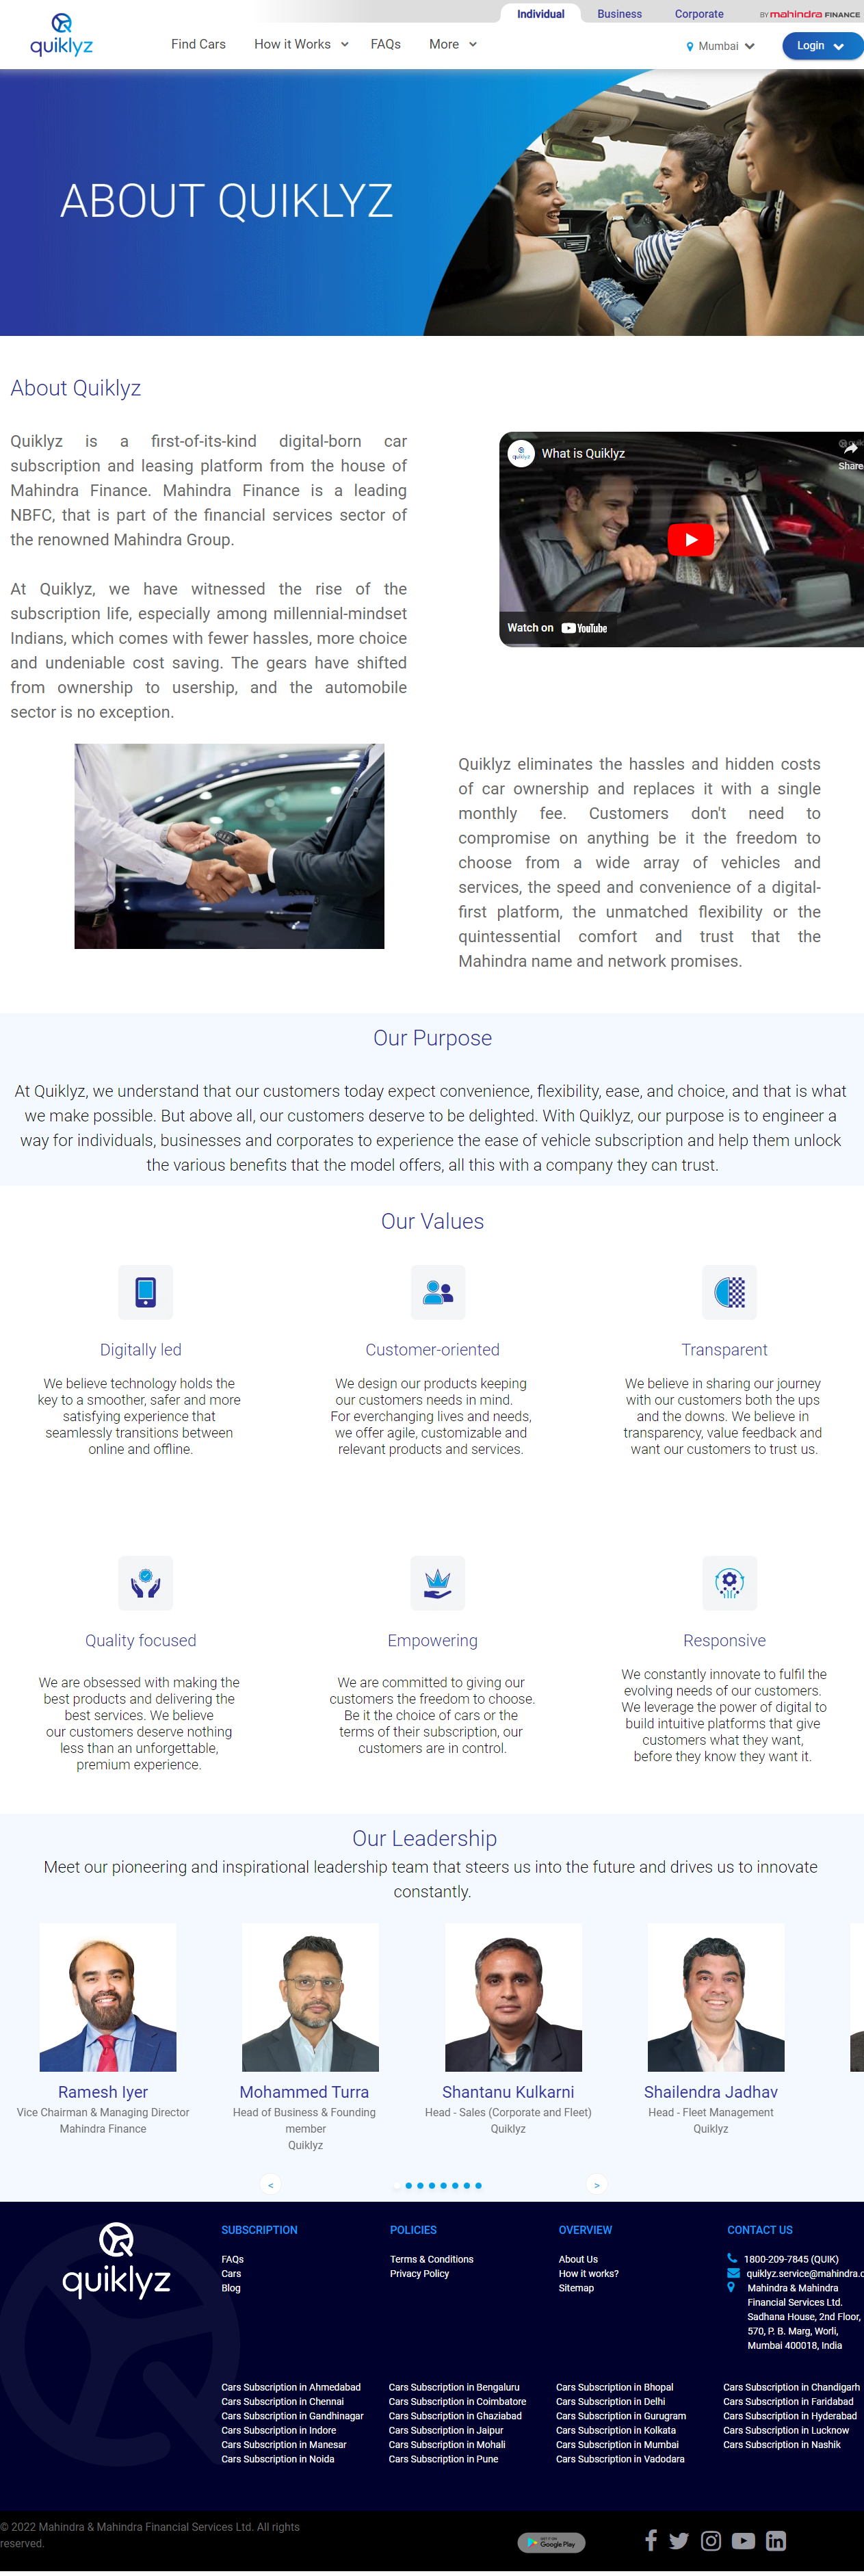 Individual Business Corporate BY mahindra FINANCE
quiklyz
Find Cars How it Works FAQs More Mumbai Login
ABOUT QUIKLYZ
About Quiklyz
Quiklyz is a first-of-its-kind digital-born car
subscription and leasing platform from the house of
Mahindra Finance. Mahindra Finance is a leading
NBFC, that is part of the financial services sector of
the renowned Mahindra Group.
At Quiklyz, we have witnessed the rise of the
subscription life, especially among millennial-mindset
Indians, which comes with fewer hassles, more choice
and undeniable cost saving. The gears have shifted
from ownership to usership, and the automobile
sector is no exception.
quiklyz
What is Quiklyz
Share
Watch on YouTube
Quiklyz eliminates the hassles and hidden costs
of car ownership and replaces it with a single
monthly fee. Customers don't need to
compromise on anything be it the freedom to
choose from a wide array of vehicles and
services, the speed and convenience of a digital-
first platform, the unmatched flexibility or the
quintessential comfort and trust that the
Mahindra name and network promises.
Our Purpose
At Quiklyz, we understand that our customers today expect convenience, flexibility, ease, and choice, and that is what
we make possible. But above all, our customers deserve to be delighted. With Quiklyz, our purpose is to engineer a
way for individuals, businesses and corporates to experience the ease of vehicle subscription and help them unlock
the various benefits that the model offers, all this with a company they can trust.
Our Values
Digitally led
We believe technology holds the
key to a smoother, safer and more
satisfying experience that
seamlessly transitions between
online and offline.
Customer-oriented
We design our products keeping
our customers needs in mind.
For everchanging lives and needs,
we offer agile, customizable and
relevant products and services.
Transparent
We believe in sharing our journey
with our customers both the ups
and the downs. We believe in
transparency, value feedback and
want our customers to trust us.
Quality focused
We are obsessed with making the
best products and delivering the
best services. We believe
our customers deserve nothing
less than an unforgettable,
premium experience.
Empowering
We are committed to giving our
customers the freedom to choose.
Be it the choice of cars or the
terms of their subscription, our
customers are in control.
Responsive
We constantly innovate to fulfil the
evolving needs of our customers.
We leverage the power of digital to
build intuitive platforms that give
customers what they want,
before they know they want it.
Our Leadership
Meet our pioneering and inspirational leadership team that steers us into the future and drives us to innovate
constantly.
Ramesh Iyer
Vice Chairman & Managing Director
Mahindra Finance
Mohammed Turra
Head of Business & Founding
member
Quiklyz
Shantanu Kulkarni
Head - Sales (Corporate and Fleet)
Quiklyz
Shailendra Jadhav
Head - Fleet Management
Quiklyz
< >
quiklyz
SUBSCRIPTION
FAQs
Cars
Blog
POLICIES
Terms & Conditions
Privacy Policy
OVERVIEW
About Us
How it works?
Sitemap
CONTACT US
1800-209-7845 (QUIK)
quiklyz.service@mahindra.c
Mahindra & Mahindra
Financial Services Ltd.
Sadhana House, 2nd Floor,
570, P. B. Marg, Worli,
Mumbai 400018, India
Cars Subscription in Ahmedabad Cars Subscription in Bengaluru Cars Subscription in Bhopal Cars Subscription in Chandigarh
Cars Subscription in Chennai Cars Subscription in Coimbatore Cars Subscription in Delhi Cars Subscription in Faridabad
Cars Subscription in Gandhinagar Cars Subscription in Ghaziabad Cars Subscription in Gurugram Cars Subscription in Hyderabad
Cars Subscription in Indore Cars Subscription in Jaipur Cars Subscription in Kolkata Cars Subscription in Lucknow
Cars Subscription in Manesar Cars Subscription in Mohali Cars Subscription in Mumbai Cars Subscription in Nashik
Cars Subscription in Noida Cars Subscription in Pune Cars Subscription in Vadodara
© 2022 Mahindra & Mahindra Financial Services Ltd. All rights
reserved.
GET IT ON
Google Play